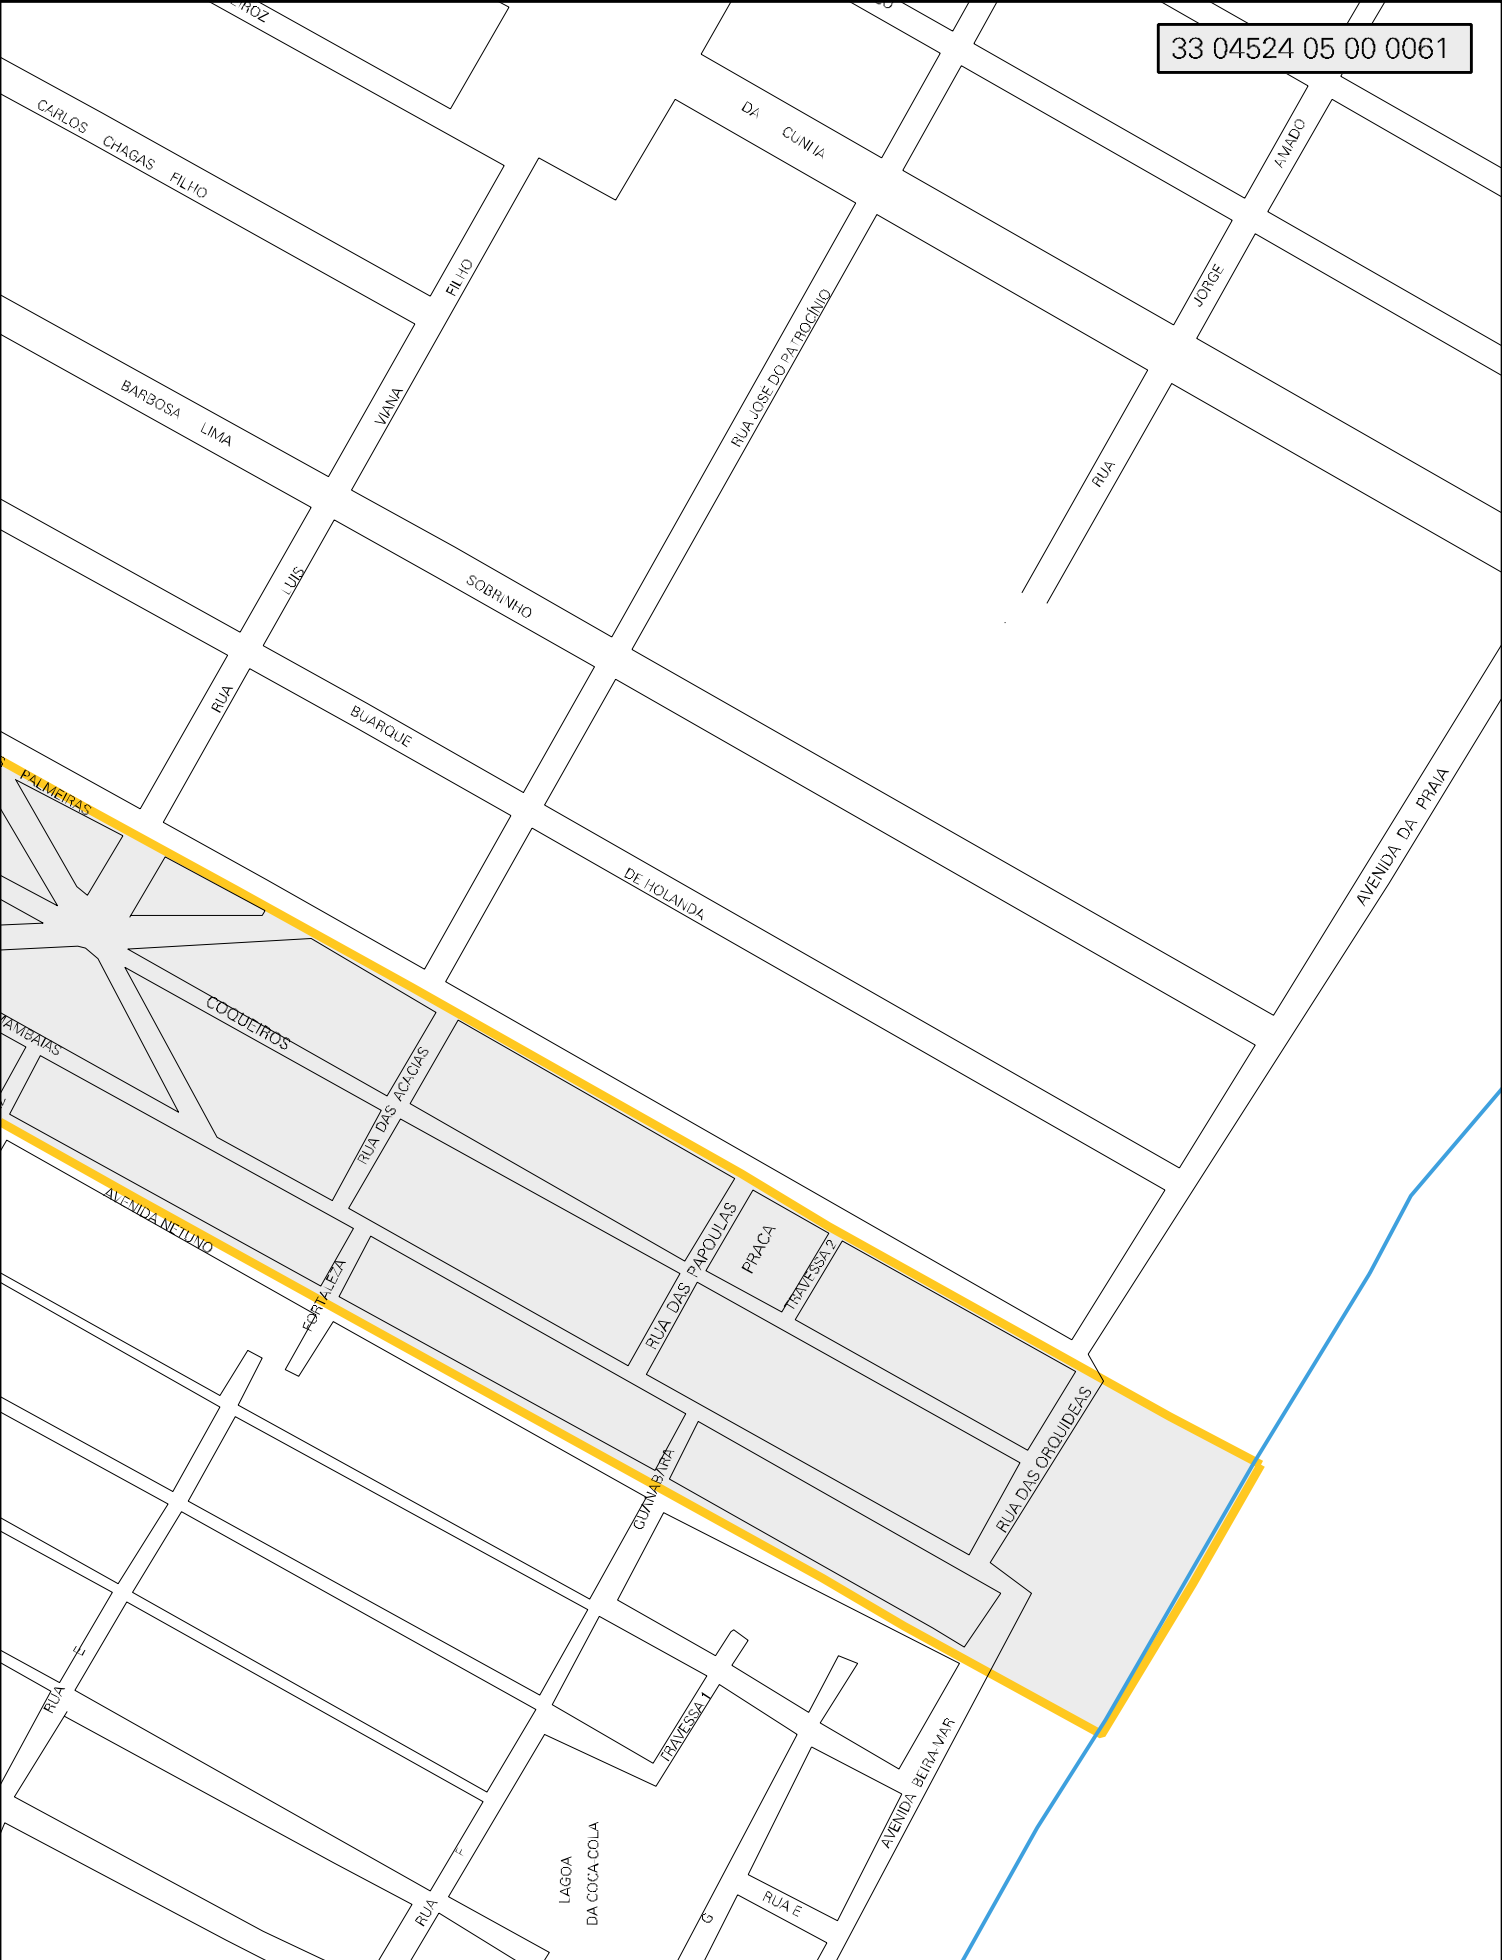 33 04524 05 00 0061
DA CUNHA
AMADO
CARLOS CHAGAS FILHO
FILHO
JORGE
RUA JOSE DO PATROCÍNIO
BARBOSA LIMA
VIANA
RUA
LUIS
SOBRINHO
RUA
BUARQUE
PALMEIRAS
AVENIDA DA PRAIA
DE HOLANDA
COQUEIROS
RUA DAS ACACIAS
AVENIDA NETUNO
RUA DAS PAPOULAS
PRACA
TRAVESSA 2
FORTALEZA
RUA DAS ORQUIDEAS
GUANABARA
RUA E
TRAVESSA 1
AVENIDA BEIRA-MAR
LAGOA
DA COCA-COLA
RUA F
G
RUA E